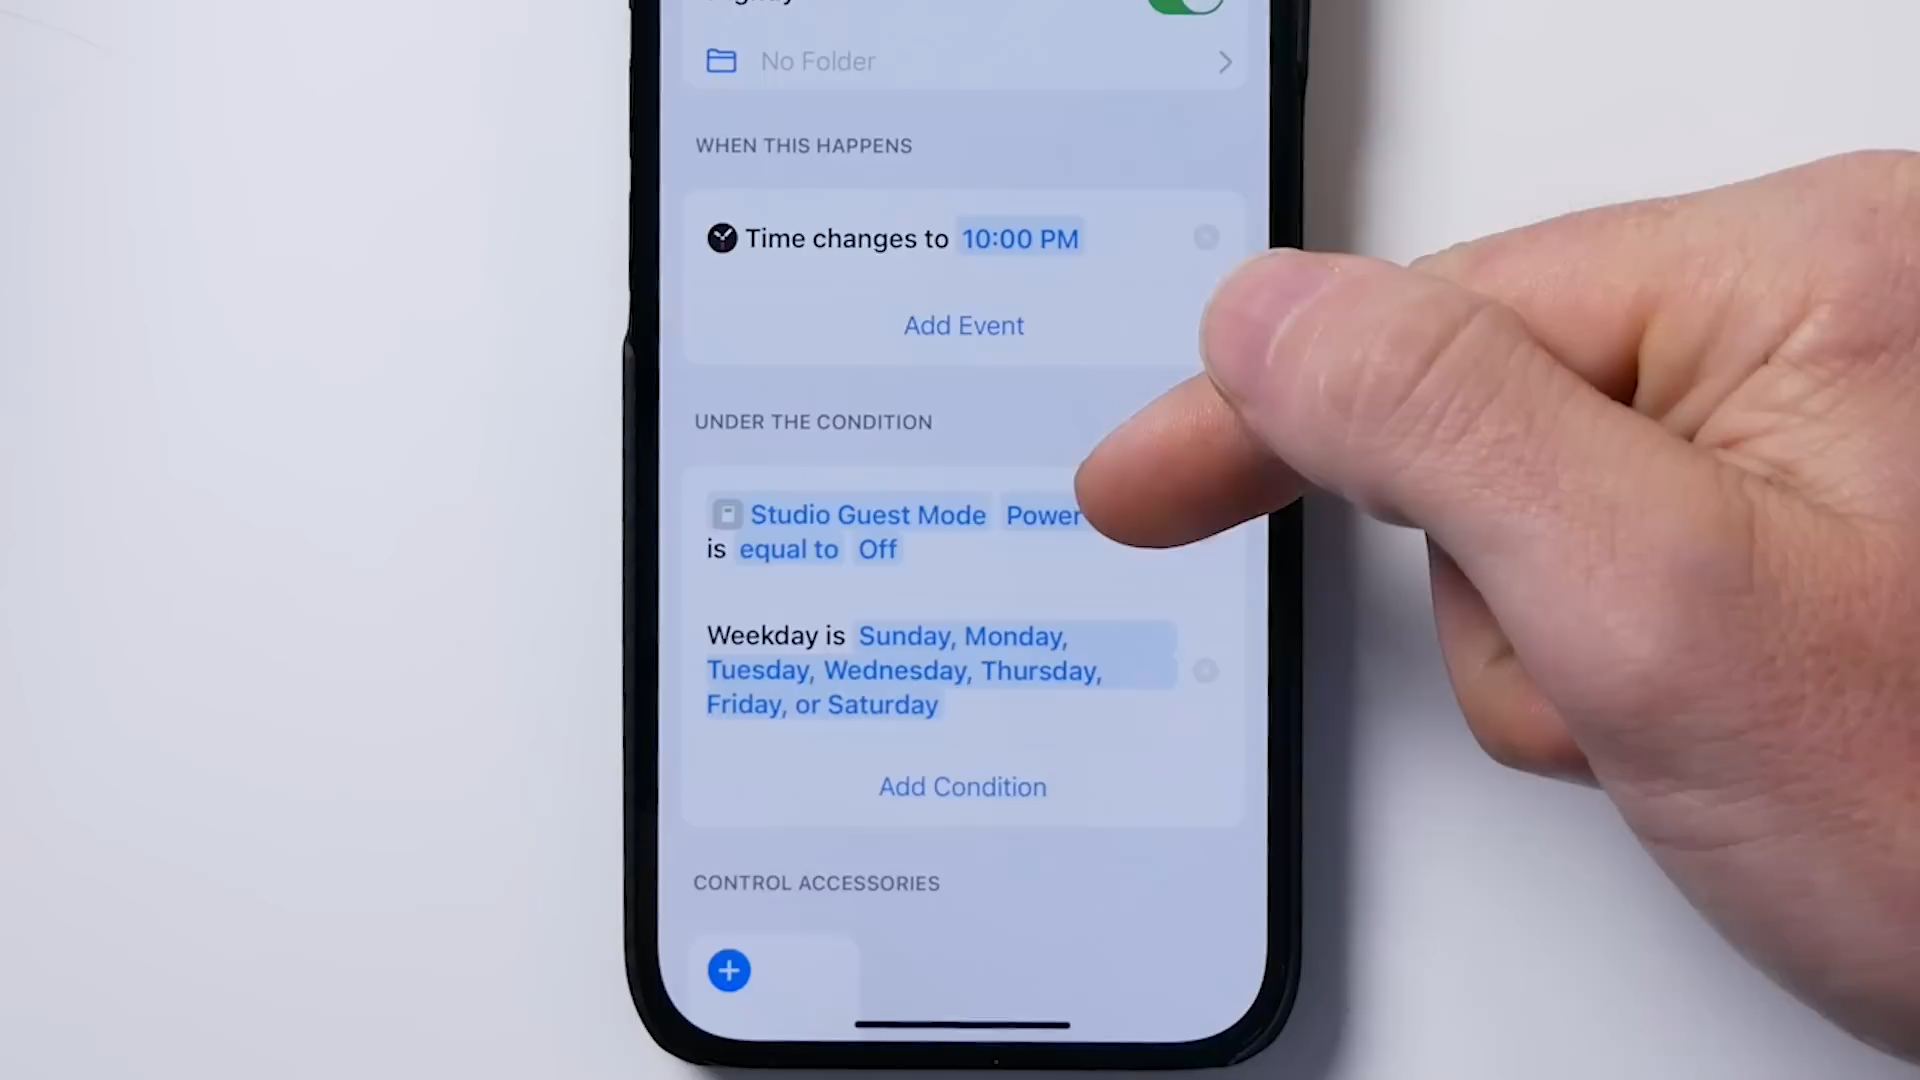 No Folder
WHEN THIS HAPPENS
Time changes to 10:00 PM
Add Event
UNDER THE CONDITION
Studio Guest Mode Power
is equal to Off
Weekday is Sunday, Monday,
Tuesday, Wednesday, Thursday,
Friday, or Saturday
Add Condition
CONTROL ACCESSORIES